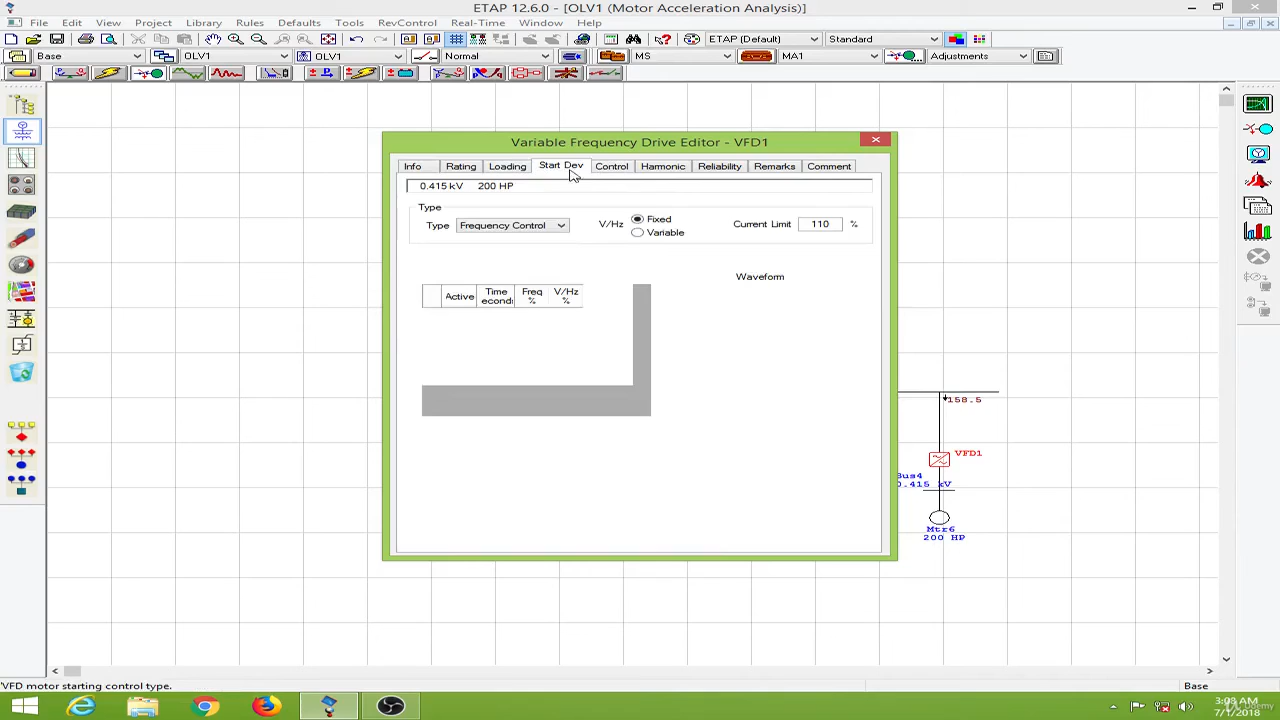 ETAP 12.6.0 - [OLV1 (Motor Acceleration Analysis)]
File Edit View Project Library Rules Defaults Tools RevControl Real-Time Window Help
ETAP (Default) Standard
Base OLV1 OLV1 Normal MS MA1 Adjustments
Variable Frequency Drive Editor - VFD1
Info Rating Loading Start Dev Control Harmonic Reliability Remarks Comment
0.415 kV 200 HP
Type
Type Frequency Control V/Hz Fixed Variable Current Limit 110 %
Waveform
Active Time Freq V/Hz
econd: % %
158.5
VFD1
Bus4
0.415 kV
Mtr6
200 HP
'VFD motor starting control type. Base
3:08 AM
7/1/2018
Udemy